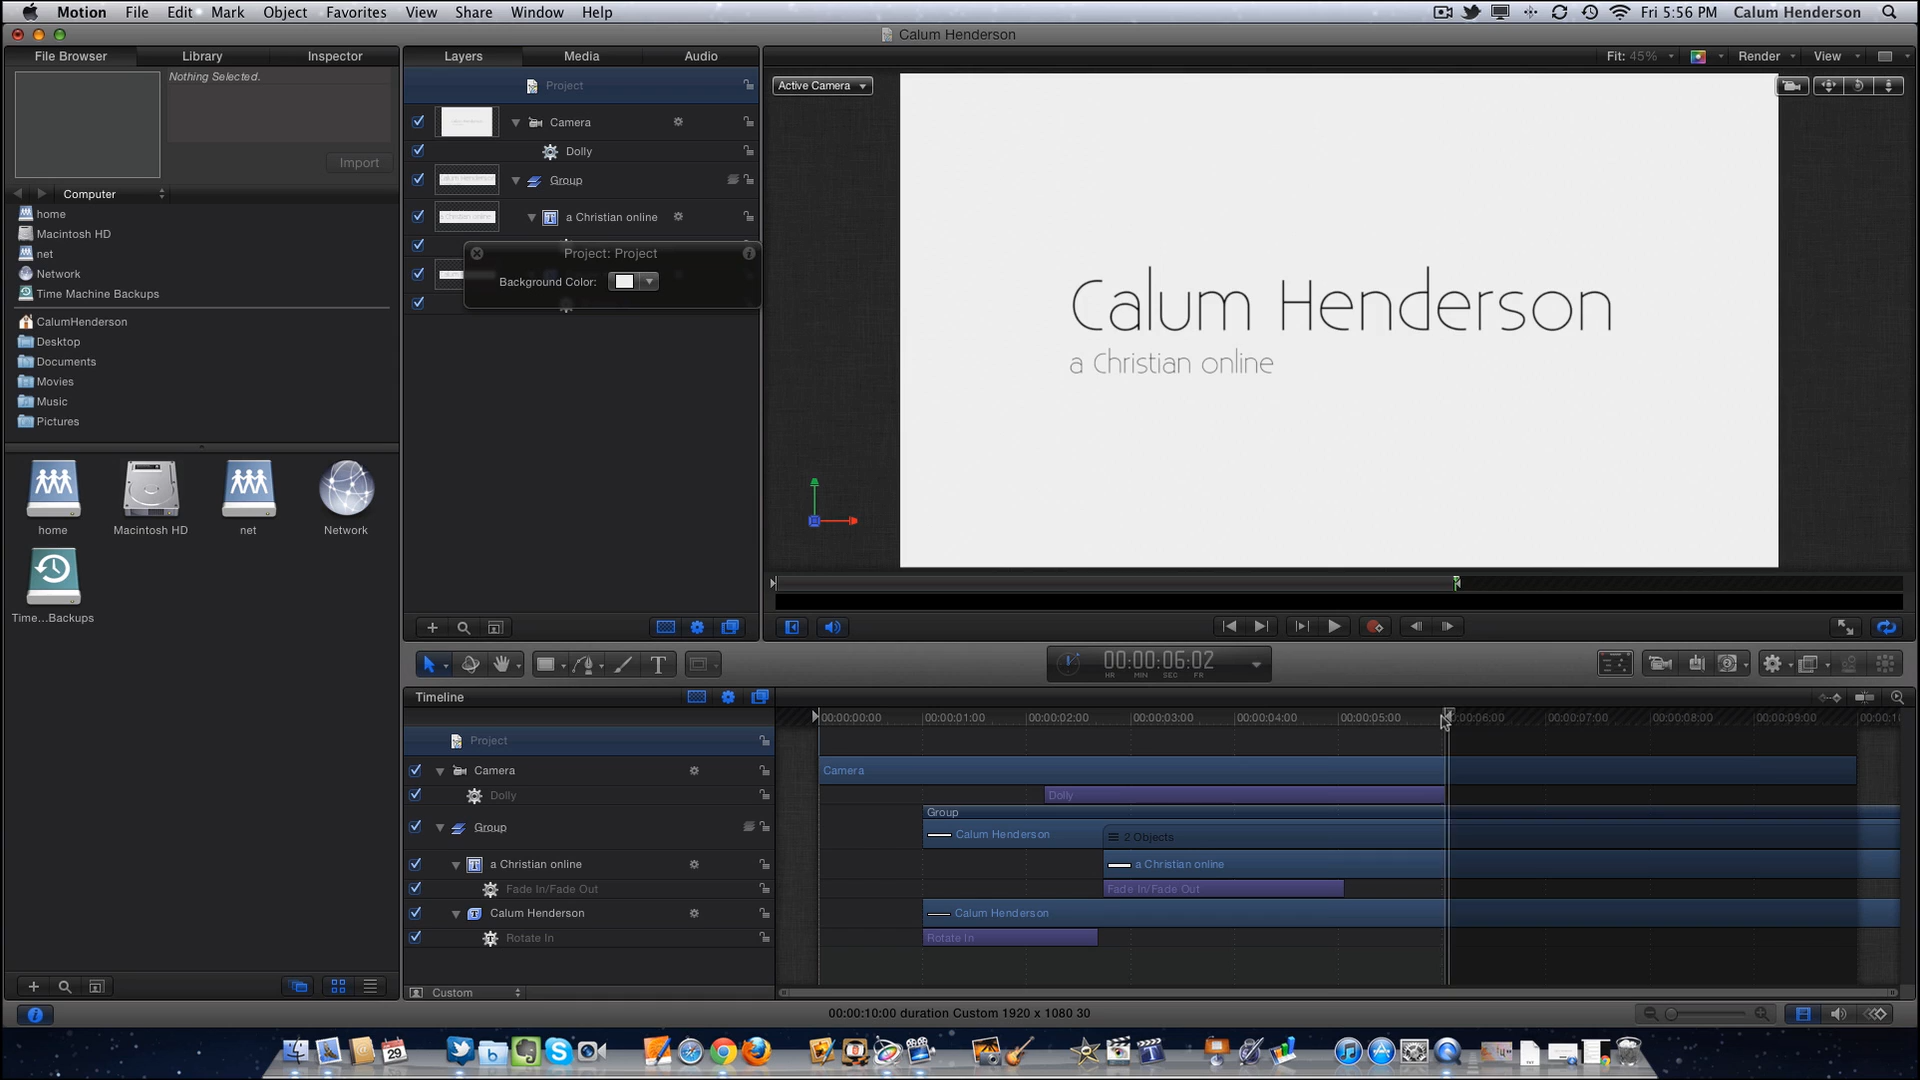 Motion File Edit Mark Object Favorites View Share Window Help Fri 5:56 PM Calum Henderson
Calum Henderson
File Browser Library Inspector Layers Media Audio Fit: 45% Render View
Nothing Selected.
Import
Computer
home
Macintosh HD
net
Network
Time Machine Backups
CalumHenderson
Desktop
Documents
Movies
Music
Pictures
home Macintosh HD net Network
Time...Backups
Project
Camera
Dolly
Group
a Christian online
Project: Project
Background Color:
Active Camera
Calum Henderson
a Christian online
00:00:06:02
HR MIN SEC FR
Timeline
00:00:00:00 00:00:01:00 00:00:02:00 00:00:03:00 00:00:04:00 00:00:05:00 00:00:06:00 00:00:07:00 00:00:08:00 00:00:09:00
Project
Camera Camera
Dolly Dolly
Group
Group Calum Henderson 2 Objects
a Christian online a Christian online
Fade In/Fade Out Fade In/Fade Out
Calum Henderson Calum Henderson
Rotate In Rotate In
Custom
00:00:10:00 duration Custom 1920 x 1080 30
29